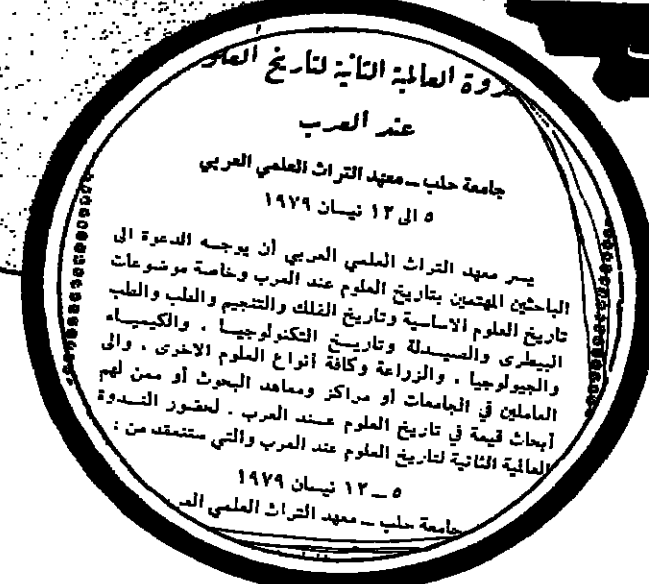 العالمية الثانية لتاريخ
عند العرب
جامعة حلب ــ معهد التراث العلمي العربي
٥ الى ١٢ نيسان ١٩٧٩
يسر معهد التراث العلمي العربي أن يوجه الدعوة الى
الباحثين المهتمين بتاريخ العلوم عند العرب وخاصة موضوعات
تاريخ العلوم الاساسية وتاريخ الفلك والتنجيم والطب والطب
البيطرى والصيدلة وتاريخ التكنولوجيا . والكيمياء
والجيولوجيا . والزراعة وكافة أنواع العلوم الاخرى . والى
العاملين في الجامعات أو مراكز ومعاهد البحوث أو ممن لهم
أبحاث قيمة في تاريخ العلوم عند العرب . لحضور الندوة
العالمية الثانية لتاريخ العلوم عند العرب والتي ستنعقد من :
٥ ــ ١٢ نيسان ١٩٧٩
جامعة حلب ــ معهد التراث العلمي